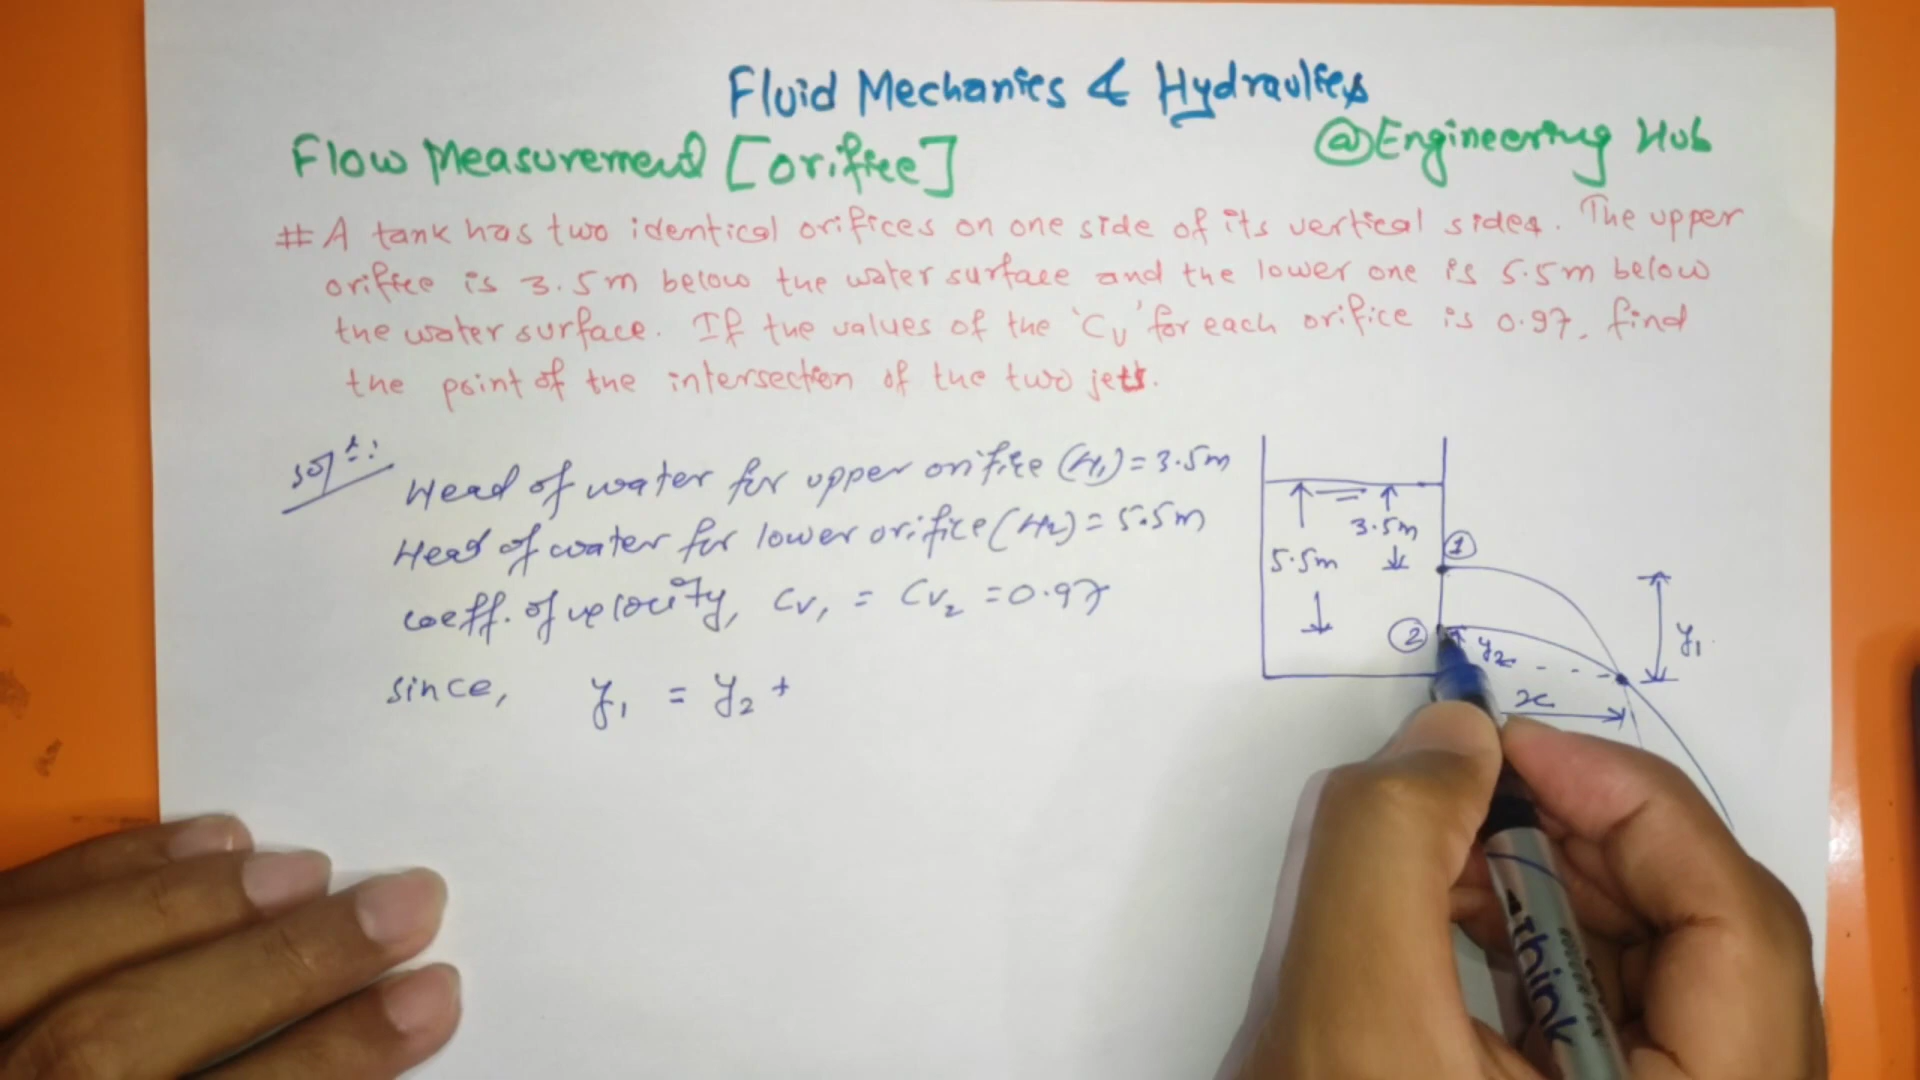 Fluid Mechanics & Hydraulics
Flow Measurement [orifice]
@Engineering Hub
# A tank has two identical orifices on one side of its vertical sides. The upper
orifice is 3.5m below the water surface and the lower one is 5.5m below
the water surface. If the values of the 'Cv' for each orifice is 0.97, find
the point of the intersection of the two jets.
solⁿ:
Head of water for upper orifice (H₁) = 3.5m
Head of water for lower orifice (H₂) = 5.5m
coeff. of velocity, Cv₁ = Cv₂ = 0.97
since, y₁ = y₂ +
3.5m
5.5m
1
2
y₂
y₁
x
Think